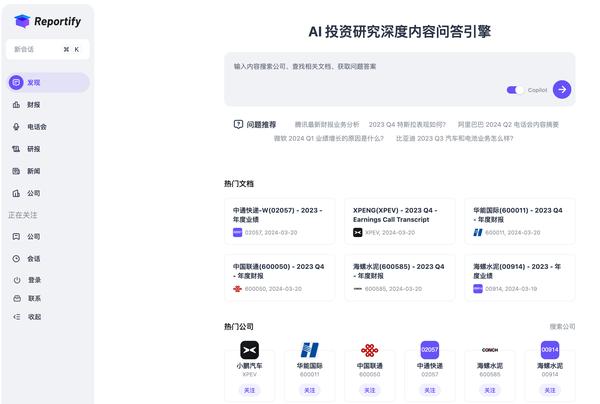 Reportify
新会话 ⌘ K
发现
财报
电话会
研报
新闻
公司
正在关注
公司
会话
登录
联系
收起
AI 投资研究深度内容问答引擎
输入内容搜索公司、查找相关文档、获取问题答案
Copilot
问题推荐
腾讯最新财报业务分析
2023 Q4 特斯拉表现如何?
阿里巴巴 2024 Q2 电话会内容摘要
微软 2024 Q1 业绩增长的原因是什么?
比亚迪 2023 Q3 汽车和电池业务怎么样?
热门文档
中通快递-W(02057) - 2023 -
年度业绩
02057, 2024-03-20
XPENG(XPEV) - 2023 Q4 -
Earnings Call Transcript
XPEV, 2024-03-20
华能国际(600011) - 2023 Q4
- 年度财报
600011, 2024-03-20
中国联通(600050) - 2023 Q4
- 年度财报
600050, 2024-03-20
海螺水泥(600585) - 2023 Q4
- 年度财报
600585, 2024-03-20
海螺水泥(00914) - 2023 - 年
度业绩
00914, 2024-03-19
热门公司
搜索公司
小鹏汽车
XPEV
关注
华能国际
600011
关注
中国联通
600050
关注
02057
中通快递
02057
关注
CONCH
海螺水泥
600585
关注
00914
海螺水泥
00914
关注